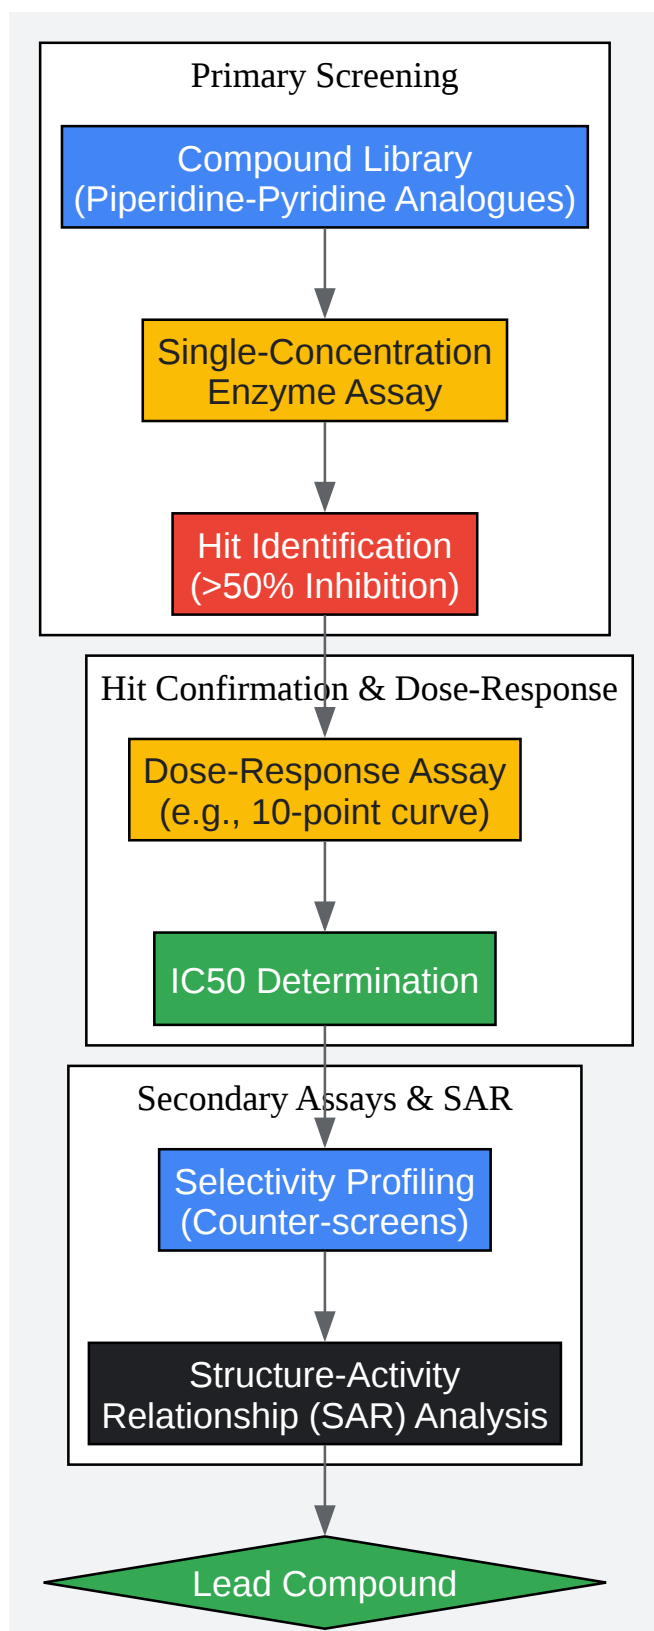 Primary Screening
Compound Library
(Piperidine-Pyridine Analogues)
Single-Concentration
Enzyme Assay
Hit Identification
(>50% Inhibition)
Hit Confirmation & Dose-Response
Dose-Response Assay
(e.g., 10-point curve)
IC50 Determination
Secondary Assays & SAR
Selectivity Profiling
(Counter-screens)
Structure-Activity
Relationship (SAR) Analysis
Lead Compound